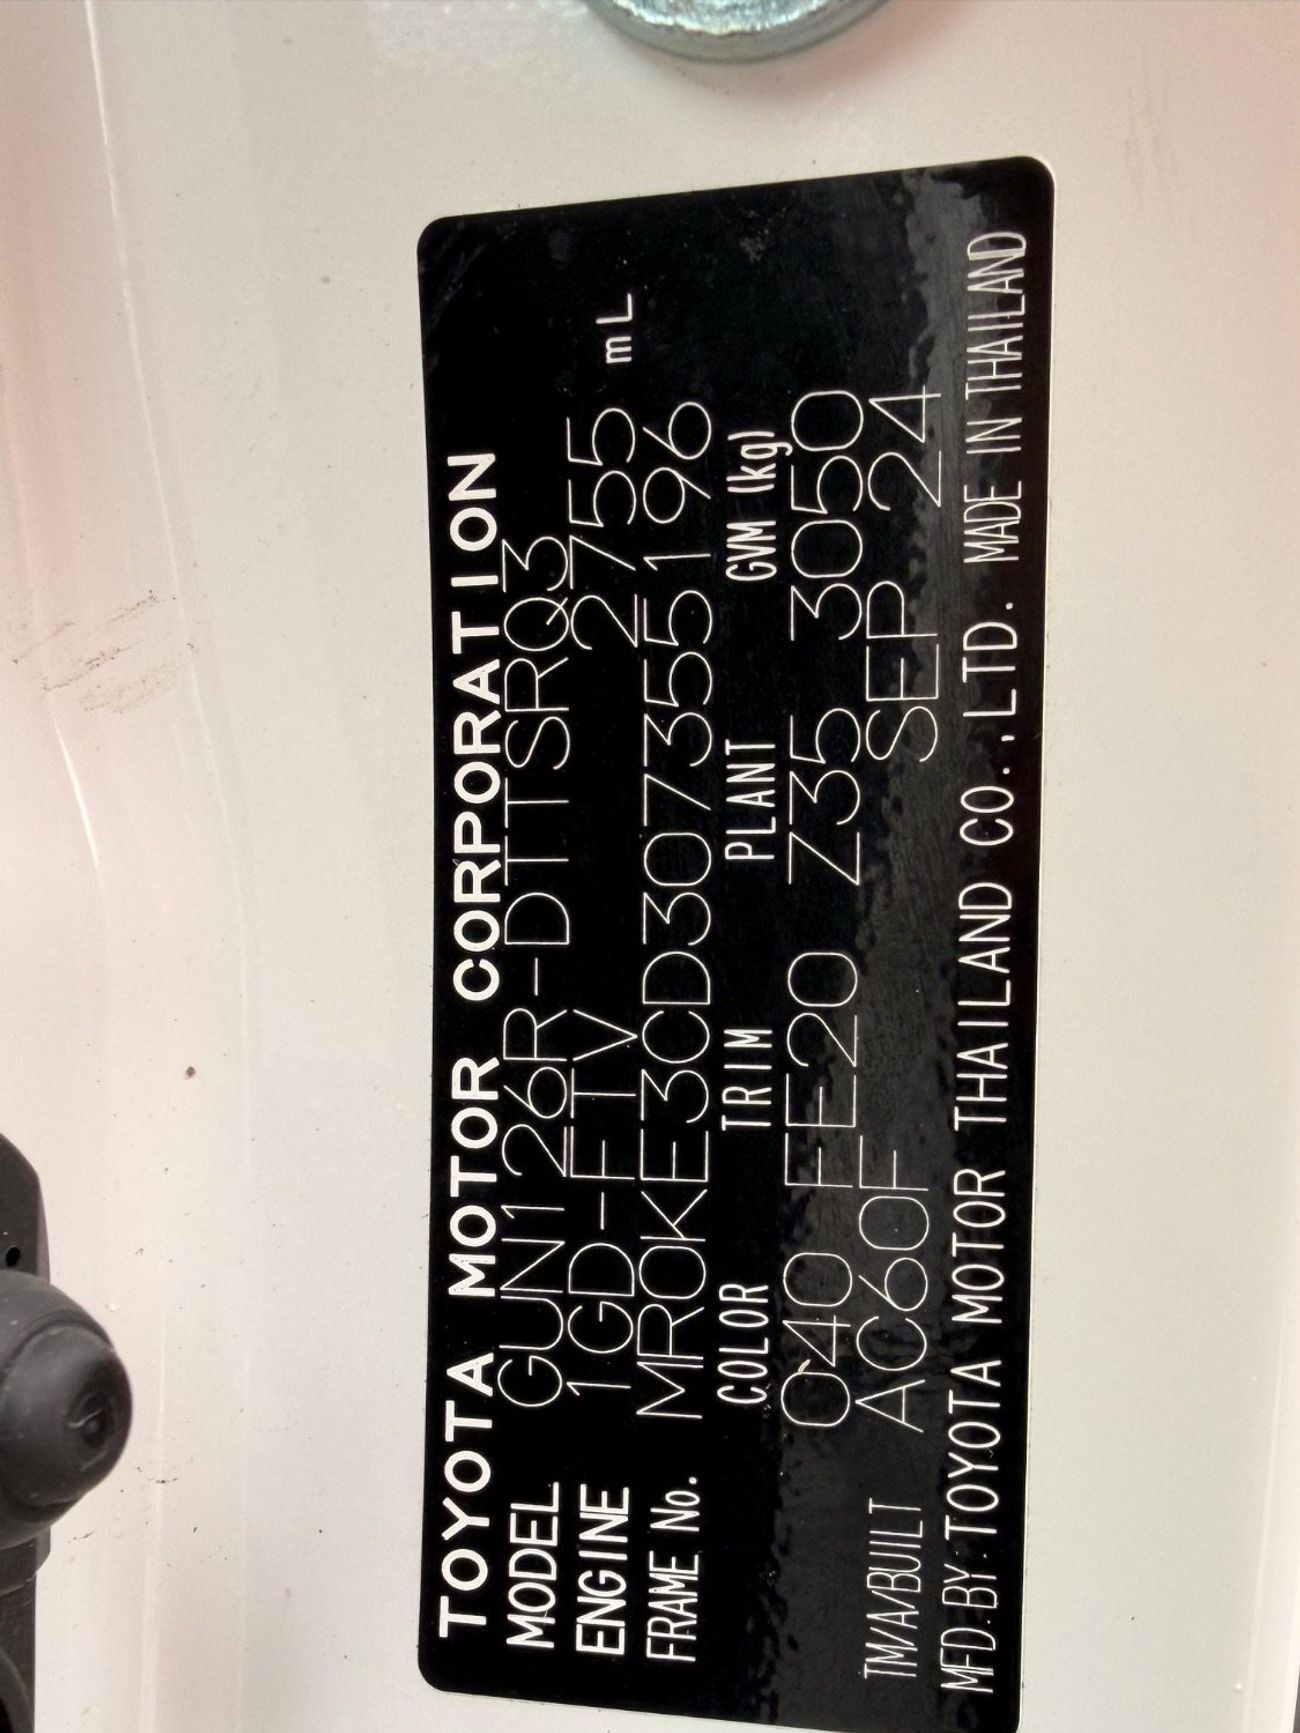 TOYOTA MOTOR CORPORATION
MODEL GUN126R-DTTSRQ3
ENGINE 1GD-FTV 2755 mL
FRAME No. MR0KE3CD307355196
COLOR TRIM PLANT GVM (kg)
040 FE20 Z35 3050
TM/A/BUILT AC60F SEP 24
MFD.BY.TOYOTA MOTOR THAILAND CO.,LTD. MADE IN THAILAND